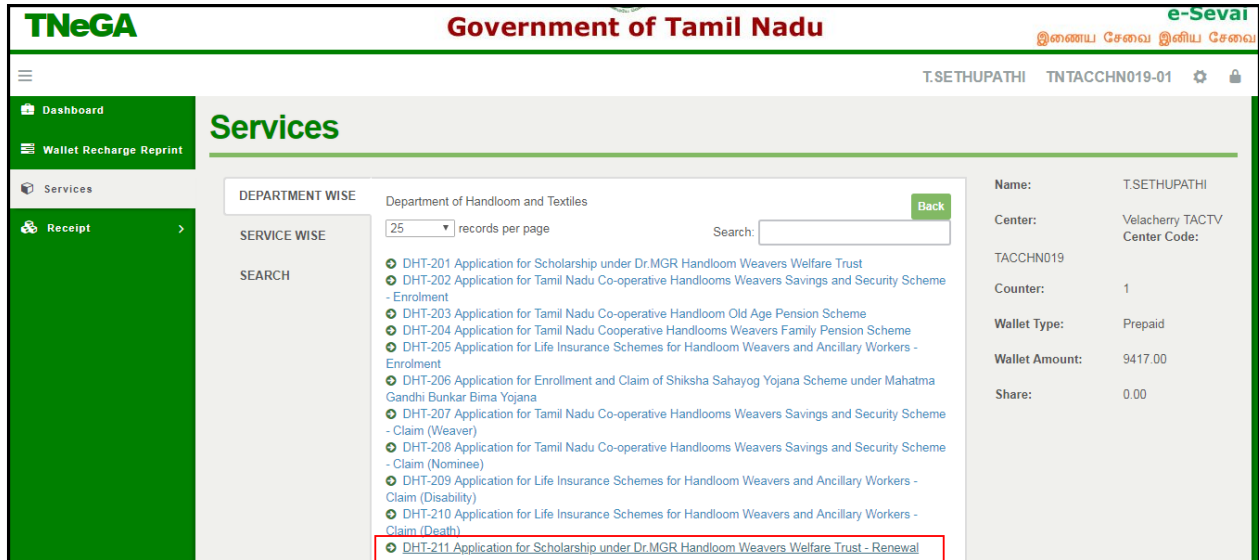 TNeGA
Government of Tamil Nadu
e-Sevai
இணைய சேவை இனிய சேவை
T.SETHUPATHI TNTACCHN019-01
Dashboard
Wallet Recharge Reprint
Services
Receipt
Services
DEPARTMENT WISE
SERVICE WISE
SEARCH
Department of Handloom and Textiles
Back
25 records per page
Search:
DHT-201 Application for Scholarship under Dr.MGR Handloom Weavers Welfare Trust
DHT-202 Application for Tamil Nadu Co-operative Handlooms Weavers Savings and Security Scheme
- Enrolment
DHT-203 Application for Tamil Nadu Co-operative Handloom Old Age Pension Scheme
DHT-204 Application for Tamil Nadu Cooperative Handlooms Weavers Family Pension Scheme
DHT-205 Application for Life Insurance Schemes for Handloom Weavers and Ancillary Workers -
Enrolment
DHT-206 Application for Enrollment and Claim of Shiksha Sahayog Yojana Scheme under Mahatma
Gandhi Bunkar Bima Yojana
DHT-207 Application for Tamil Nadu Co-operative Handlooms Weavers Savings and Security Scheme
- Claim (Weaver)
DHT-208 Application for Tamil Nadu Co-operative Handlooms Weavers Savings and Security Scheme
- Claim (Nominee)
DHT-209 Application for Life Insurance Schemes for Handloom Weavers and Ancillary Workers -
Claim (Disability)
DHT-210 Application for Life Insurance Schemes for Handloom Weavers and Ancillary Workers -
Claim (Death)
DHT-211 Application for Scholarship under Dr.MGR Handloom Weavers Welfare Trust - Renewal
Name: T.SETHUPATHI
Center: Velacherry TACTV
Center Code:
TACCHN019
Counter: 1
Wallet Type: Prepaid
Wallet Amount: 9417.00
Share: 0.00